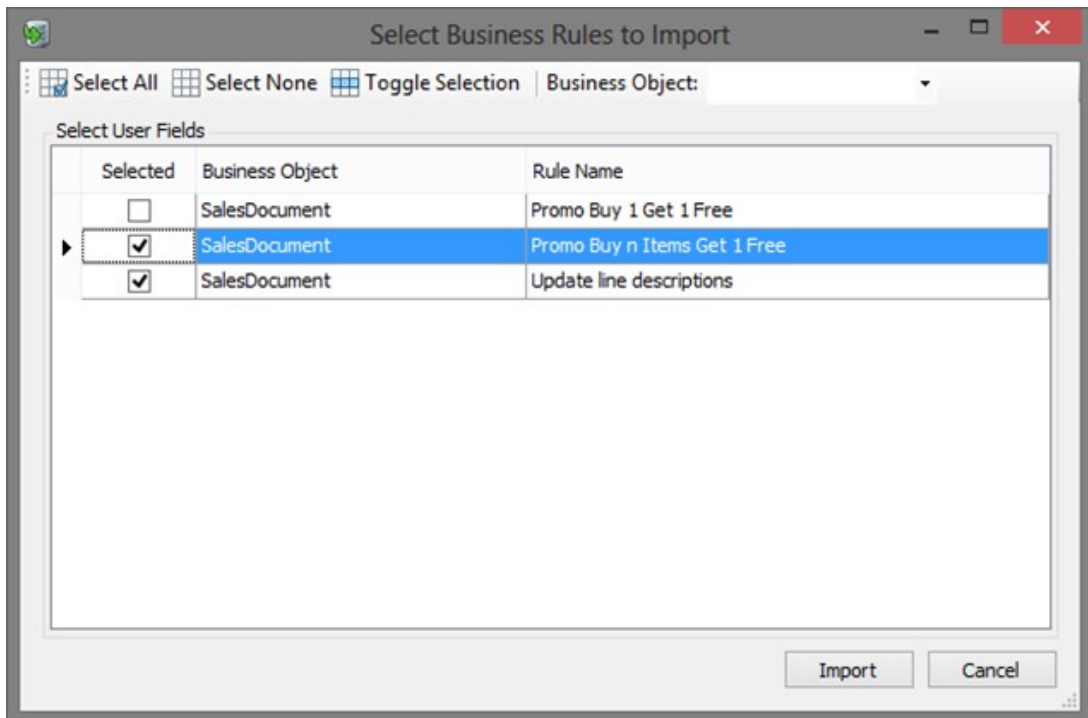 Select Business Rules to Import
Select All Select None Toggle Selection Business Object:
Select User Fields
Selected Business Object Rule Name
SalesDocument Promo Buy 1 Get 1 Free
SalesDocument Promo Buy n Items Get 1 Free
SalesDocument Update line descriptions
Import Cancel